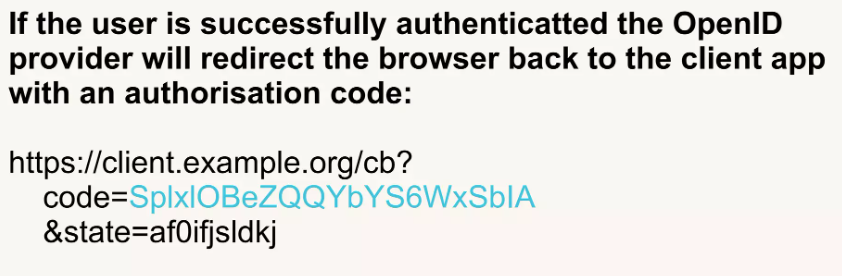 If the user is successfully authenticatted the OpenID
provider will redirect the browser back to the client app
with an authorisation code:
https://client.example.org/cb?
code=SplxlOBeZQQYbYS6WxSbIA
&state=af0ifjsldkj